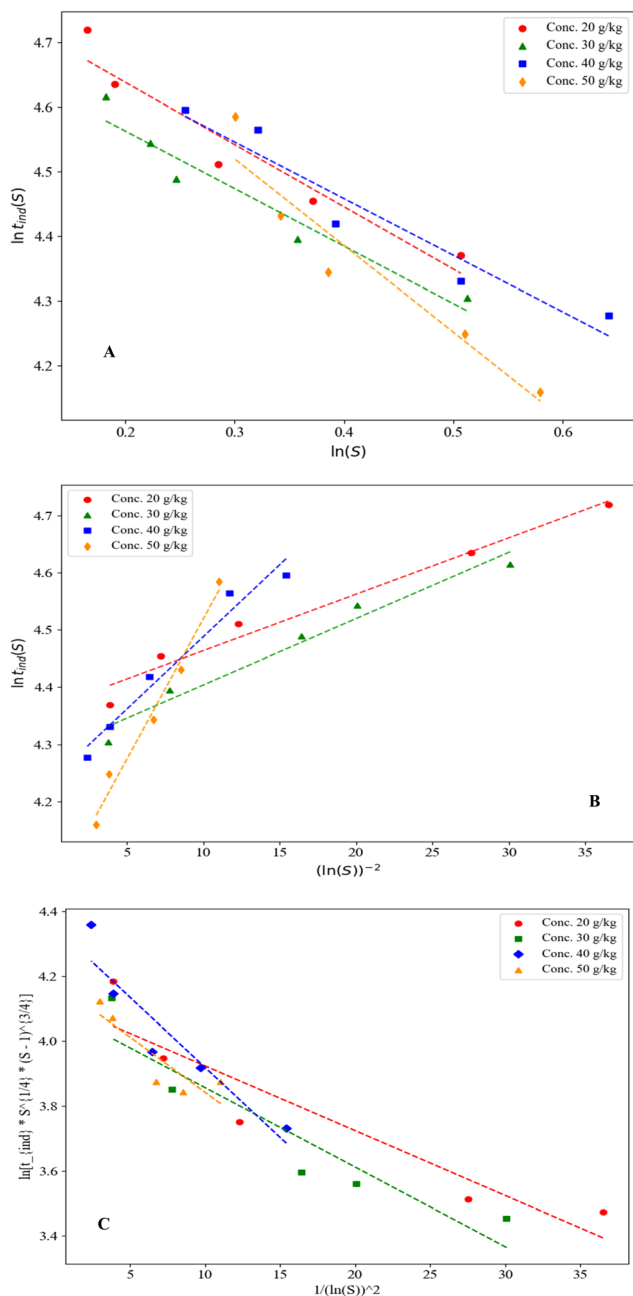 4.7
4.6
4.5
4.4
4.3
4.2
ln t_ind(S)
Conc. 20 g/kg
Conc. 30 g/kg
Conc. 40 g/kg
Conc. 50 g/kg
A
0.2 0.3 0.4 0.5 0.6
ln(S)
Conc. 20 g/kg
Conc. 30 g/kg
Conc. 40 g/kg
Conc. 50 g/kg
4.7
4.6
4.5
4.4
4.3
4.2
ln t_ind(S)
B
5 10 15 20 25 30 35
(ln(S))⁻²
4.4
4.2
4.0
3.8
3.6
3.4
ln[t_{ind} * S^{1/4} * (S - 1)^{3/4}]
Conc. 20 g/kg
Conc. 30 g/kg
Conc. 40 g/kg
Conc. 50 g/kg
C
5 10 15 20 25 30 35
1/(ln(S))^2